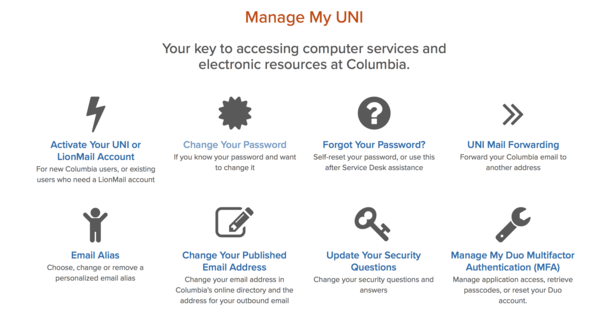 Manage My UNI
Your key to accessing computer services and
electronic resources at Columbia.
Activate Your UNI or
LionMail Account
For new Columbia users, or existing
users who need a LionMail account
Change Your Password
If you know your password and want
to change it
Forgot Your Password?
Self-reset your password, or use this
after Service Desk assistance
UNI Mail Forwarding
Forward your Columbia email to
another address
Email Alias
Choose, change or remove a
personalized email alias
Change Your Published
Email Address
Change your email address in
Columbia's online directory and the
address for your outbound email
Update Your Security
Questions
Change your security questions and
answers
Manage My Duo Multifactor
Authentication (MFA)
Manage application access, retrieve
passcodes, or reset your Duo
account.